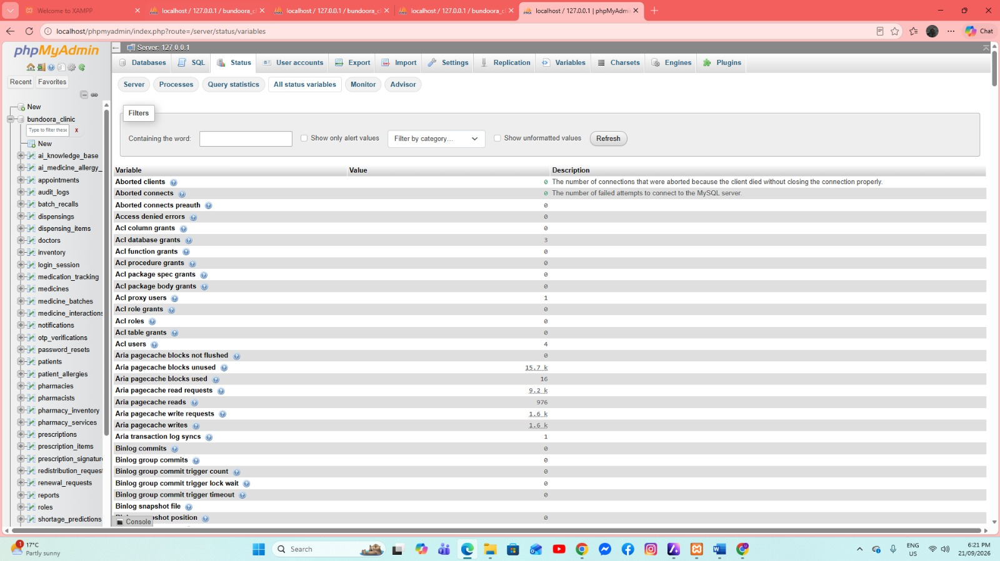 Welcome to XAMPP
localhost / 127.0.0.1 / bundoora_c
localhost / 127.0.0.1 / bundoora_c
localhost / 127.0.0.1 / bundoora_c
localhost / 127.0.0.1 | phpMyAdmi
localhost/phpmyadmin/index.php?route=/server/status/variables
Chat
phpMyAdmin
Server: 127.0.0.1
Databases SQL Status User accounts Export Import Settings Replication Variables Charsets Engines Plugins
Recent Favorites
Server Processes Query statistics All status variables Monitor Advisor
New
bundoora_clinic
Type to filter these x
New
ai_knowledge_base
ai_medicine_allergy_
appointments
audit_logs
batch_recalls
dispensings
dispensing_items
doctors
inventory
login_session
medication_tracking
medicines
medicine_batches
medicine_interactions
notifications
otp_verifications
password_resets
patients
patient_allergies
pharmacies
pharmacists
pharmacy_inventory
pharmacy_services
prescriptions
prescription_items
prescription_signatur
redistribution_reques
renewal_requests
reports
roles
shortage_predictions
Filters
Containing the word: Show only alert values Filter by category... Show unformatted values Refresh
Variable Value Description
Aborted clients 0 The number of connections that were aborted because the client died without closing the connection properly.
Aborted connects 0 The number of failed attempts to connect to the MySQL server.
Aborted connects preauth 0
Access denied errors 0
Acl column grants 0
Acl database grants 3
Acl function grants 0
Acl procedure grants 0
Acl package spec grants 0
Acl package body grants 0
Acl proxy users 1
Acl role grants 0
Acl roles 0
Acl table grants 0
Acl users 4
Aria pagecache blocks not flushed 0
Aria pagecache blocks unused 15.7 k
Aria pagecache blocks used 16
Aria pagecache read requests 9.2 k
Aria pagecache reads 976
Aria pagecache write requests 1.6 k
Aria pagecache writes 1.6 k
Aria transaction log syncs 1
Binlog commits 0
Binlog group commits 0
Binlog group commit trigger count 0
Binlog group commit trigger lock wait 0
Binlog group commit trigger timeout 0
Binlog snapshot file
position 0
Console
1
17°C
Partly sunny
Search
ENG
US
6:21 PM
21/09/2026